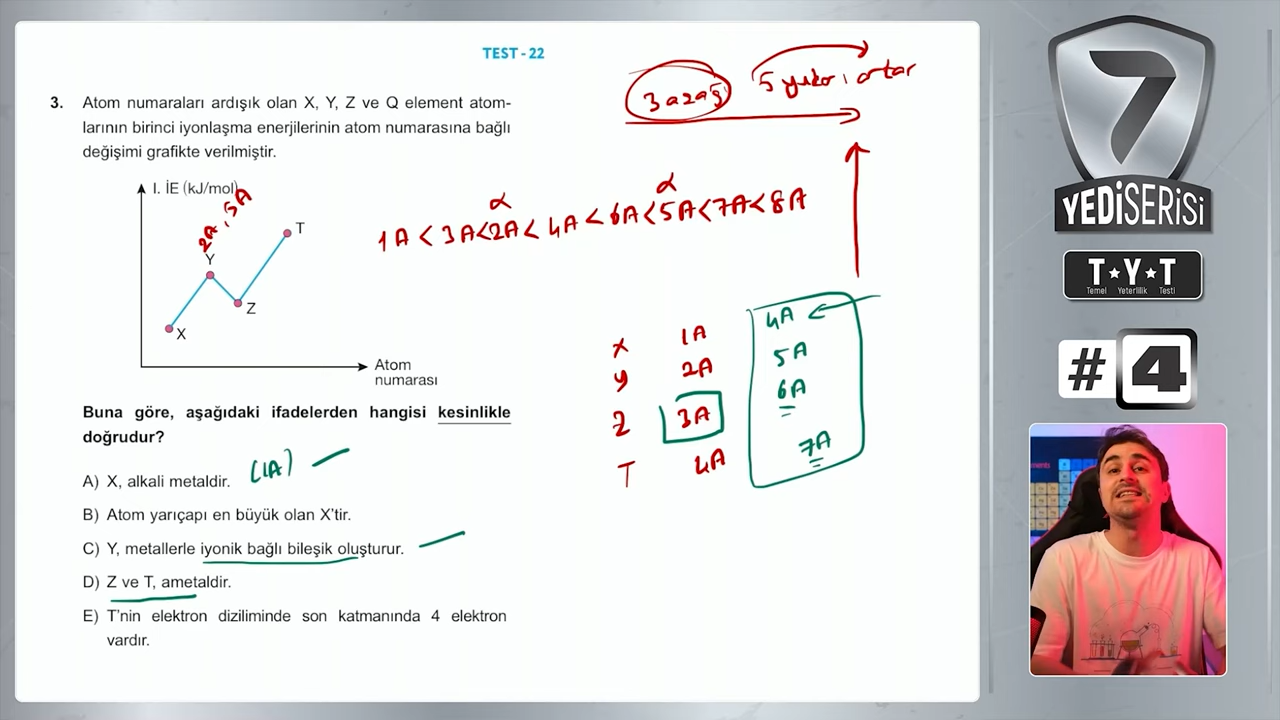 TEST - 22
3 azağı 5 yukarı artar
3. Atom numaraları ardışık olan X, Y, Z ve Q element atom-
larının birinci iyonlaşma enerjilerinin atom numarasına bağlı
değişimi grafikte verilmiştir.
I. İE (kJ/mol)
2A, 5A
Y
T
Z
X
Atom
numarası
α α
1A < 3A < 2A < 4A < 6A < 5A < 7A < 8A
X 1A 4A
Y 2A 5A
Z 3A 6A
T 4A 7A
Buna göre, aşağıdaki ifadelerden hangisi kesinlikle
doğrudur?
A) X, alkali metaldir. (1A)
B) Atom yarıçapı en büyük olan X'tir.
C) Y, metallerle iyonik bağlı bileşik oluşturur.
D) Z ve T, ametaldir.
E) T'nin elektron diziliminde son katmanında 4 elektron
vardır.
7
YEDİSERİSİ
T★Y★T
Temel Yeterlilik Testi
# 4